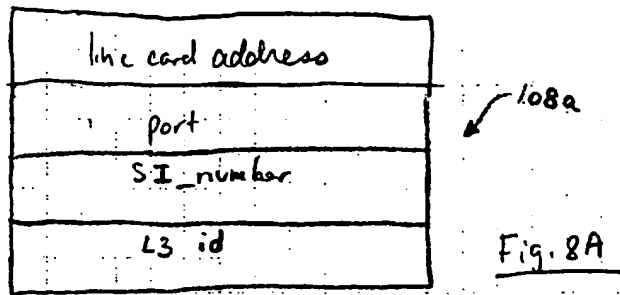 line card address
108a
port
SI_number
L3 id
Fig. 8A